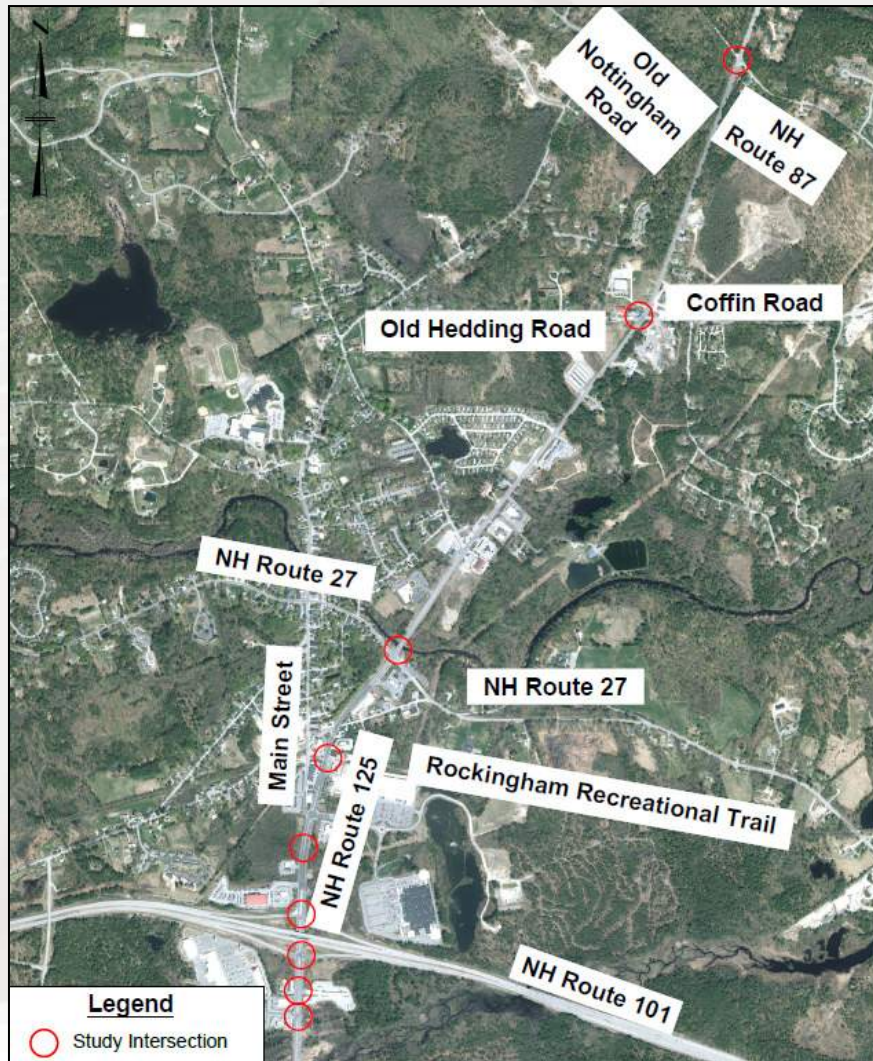 N
Old
Nottingham
Road
NH
Route 87
Old Hedding Road
Coffin Road
NH Route 27
NH Route 27
Main Street
NH Route 125
Rockingham Recreational Trail
NH Route 101
Legend
Study Intersection